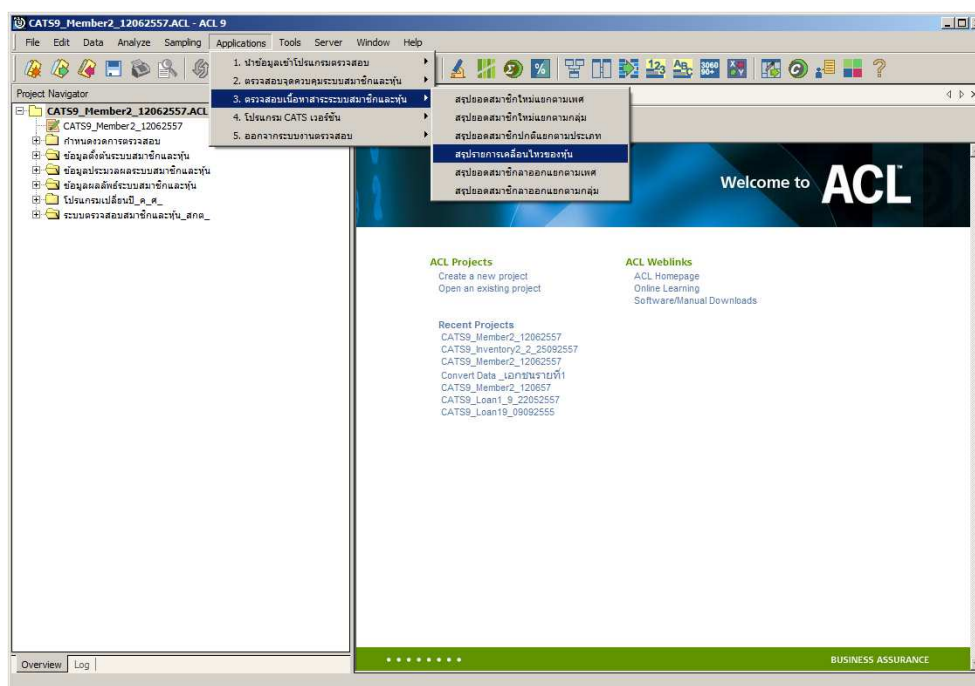 CATS9_Member2_12062557.ACL - ACL 9
File Edit Data Analyze Sampling Applications Tools Server Window Help
Project Navigator
CATS9_Member2_12062557.ACL
CATS9_Member2_12062557
กำหนดงวดการตรวจสอบ
ข้อมูลตั้งต้นระบบสมาชิกและหุ้น
ข้อมูลประมวลผลระบบสมาชิกและหุ้น
ข้อมูลผลลัพธ์ระบบสมาชิกและหุ้น
โปรแกรมเปลี่ยนปี_ค_ศ_
ระบบตรวจสอบสมาชิกและหุ้น_สกต_
1. นำข้อมูลเข้าโปรแกรมตรวจสอบ
2. ตรวจสอบจุดควบคุมระบบสมาชิกและหุ้น
3. ตรวจสอบเนื้อหาสาระระบบสมาชิกและหุ้น
4. โปรแกรม CATS เวอร์ชั่น
5. ออกจากระบบงานตรวจสอบ
สรุปยอดสมาชิกใหม่แยกตามเพศ
สรุปยอดสมาชิกใหม่แยกตามกลุ่ม
สรุปยอดสมาชิกปกติแยกตามประเภท
สรุปรายการเคลื่อนไหวของหุ้น
สรุปยอดสมาชิกลาออกแยกตามเพศ
สรุปยอดสมาชิกลาออกแยกตามกลุ่ม
Welcome to ACL™
ACL Projects
Create a new project
Open an existing project
ACL Weblinks
ACL Homepage
Online Learning
Software/Manual Downloads
Recent Projects
CATS9_Member2_12062557
CATS9_Inventory2_2_25092557
CATS9_Member2_12062557
Convert Data _เอกชนรายที่1
CATS9_Member2_120657
CATS9_Loan1_9_22052557
CATS9_Loan19_09092555
Overview Log
BUSINESS ASSURANCE